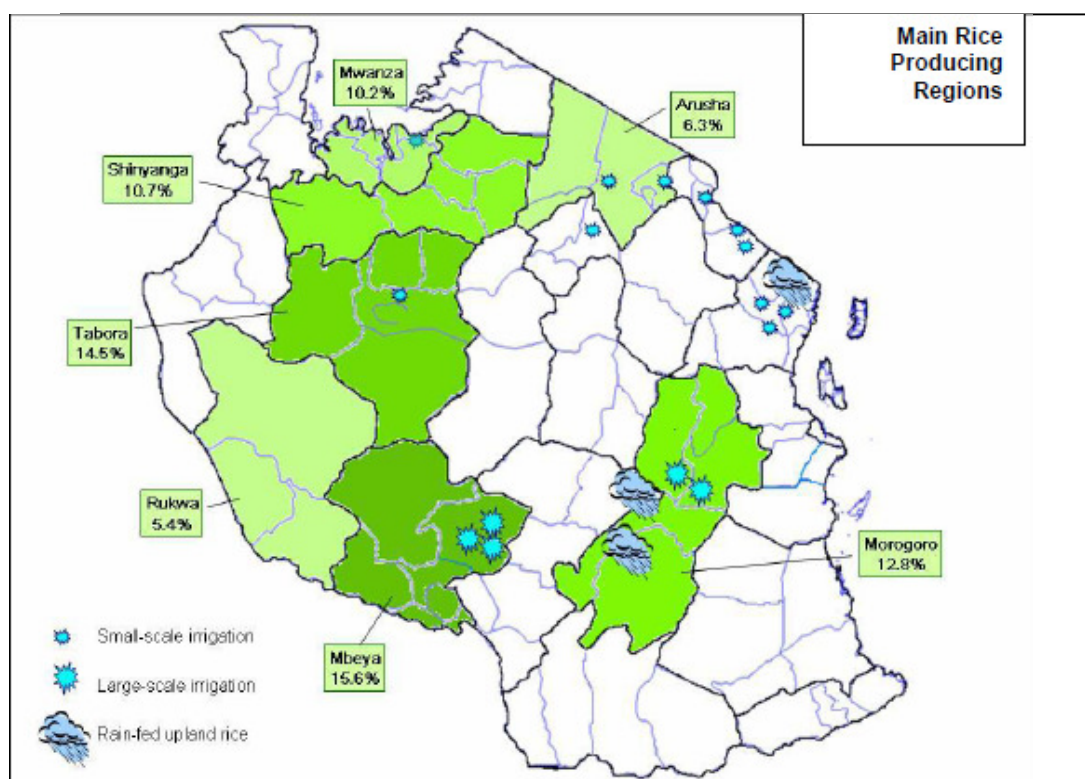 Main Rice
Producing
Regions
Mwanza
10.2%
Arusha
6.3%
Shinyanga
10.7%
Tabora
14.5%
Rukwa
5.4%
Morogoro
12.8%
Mbeya
15.6%
Small-scale irrigation
Large-scale irrigation
Rain-fed upland rice